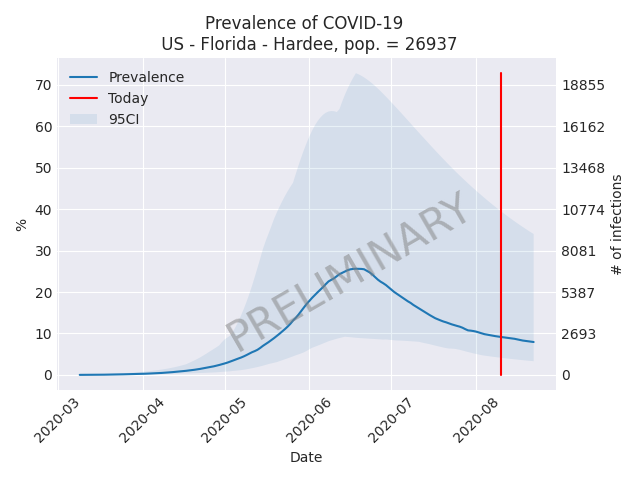 Prevalence of COVID-19
US - Florida - Hardee, pop. = 26937
Prevalence
Today
95CI
70
60
50
40
30
20
10
0
%
18855
16162
13468
10774
8081
5387
2693
0
# of infections
PRELIMINARY
2020-03
2020-04
2020-05
2020-06
2020-07
2020-08
Date